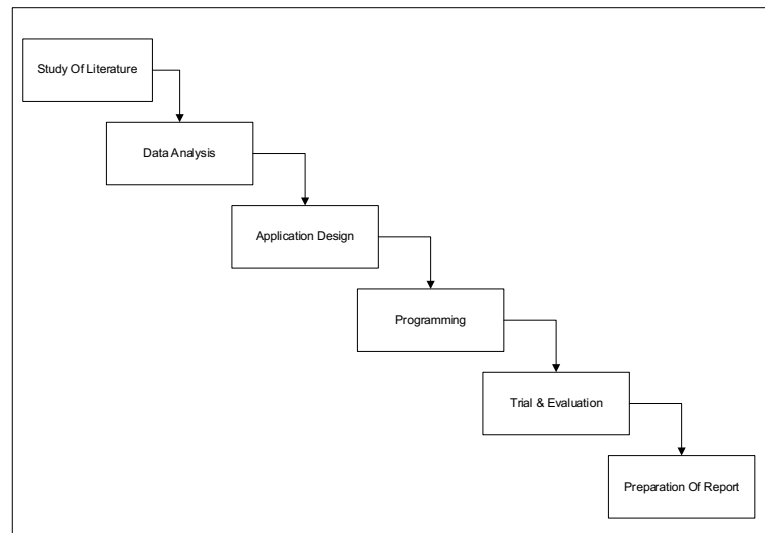 Study Of Literature
Data Analysis
Application Design
Programming
Trial & Evaluation
Preparation Of Report